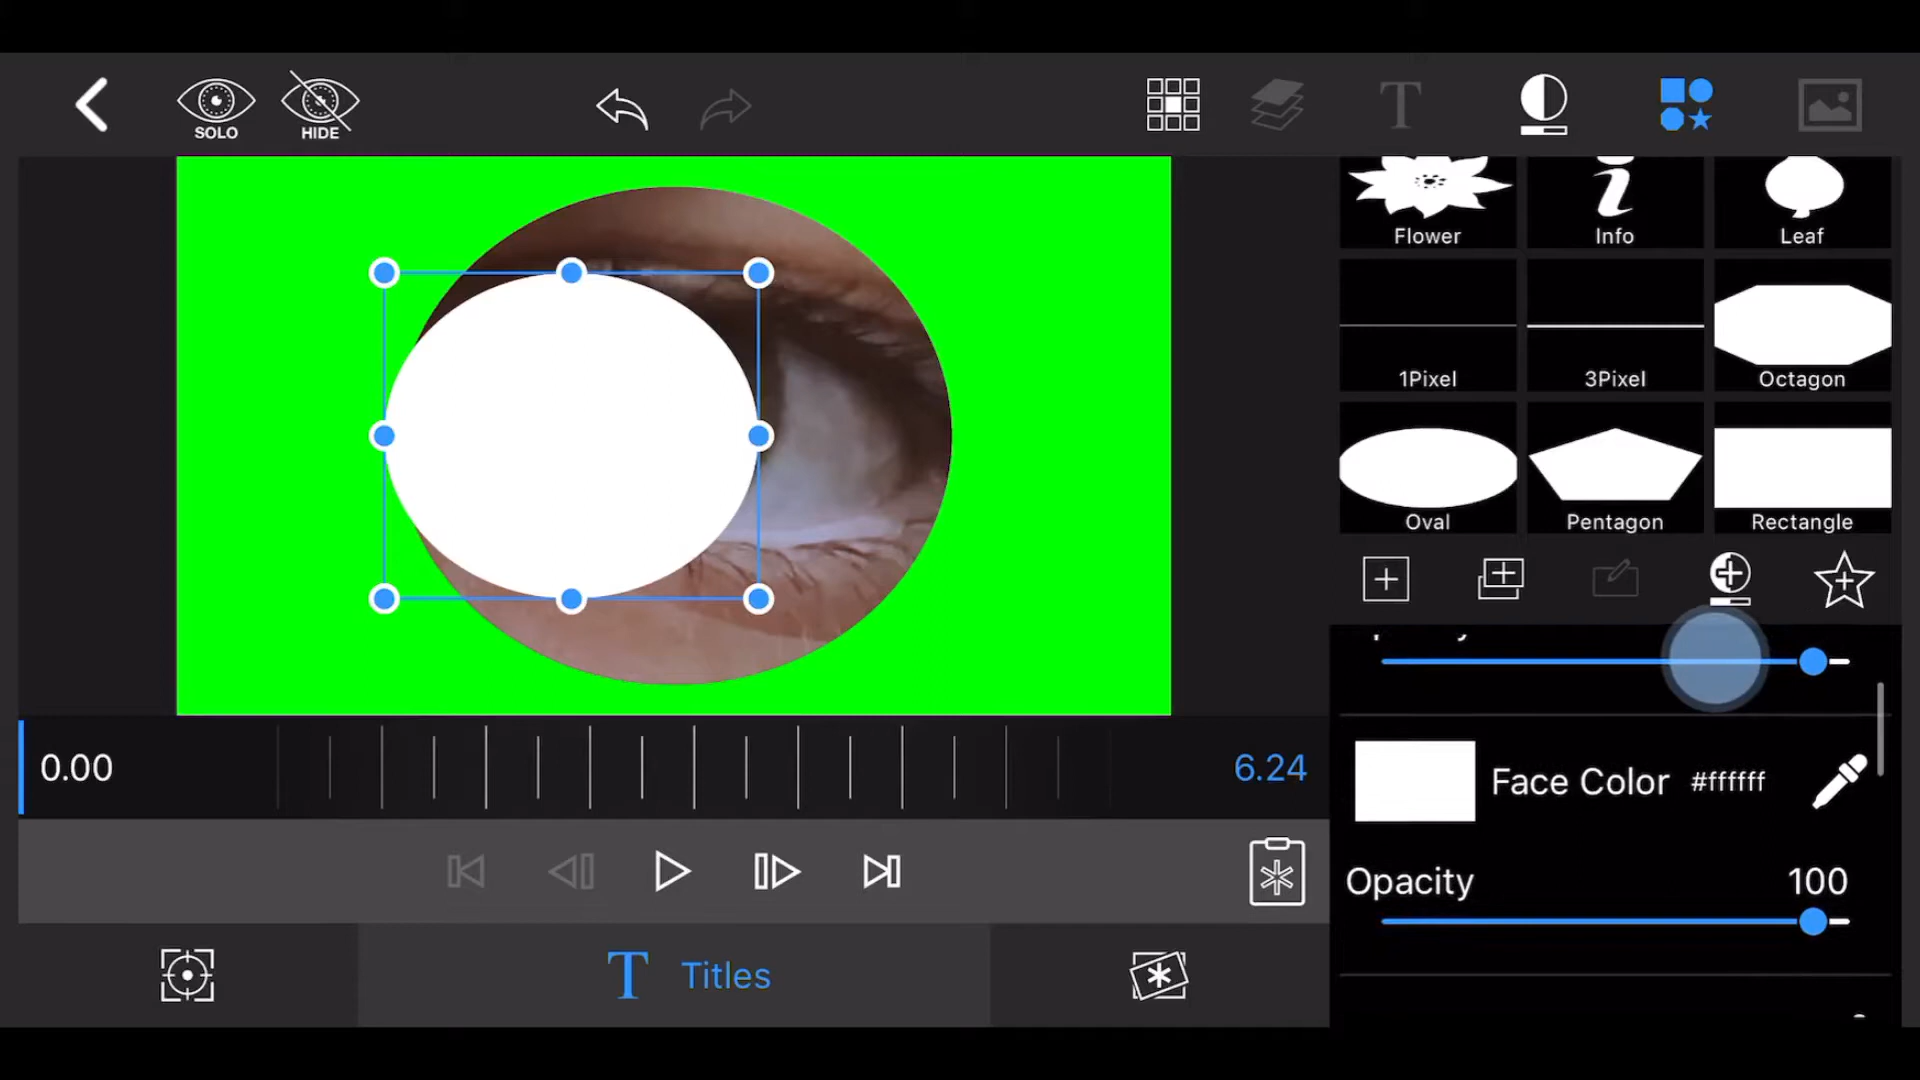 SOLO
HIDE
T
Flower
Info
Leaf
1Pixel
3Pixel
Octagon
Oval
Pentagon
Rectangle
0.00
6.24
Face Color #ffffff
Opacity 100
T Titles